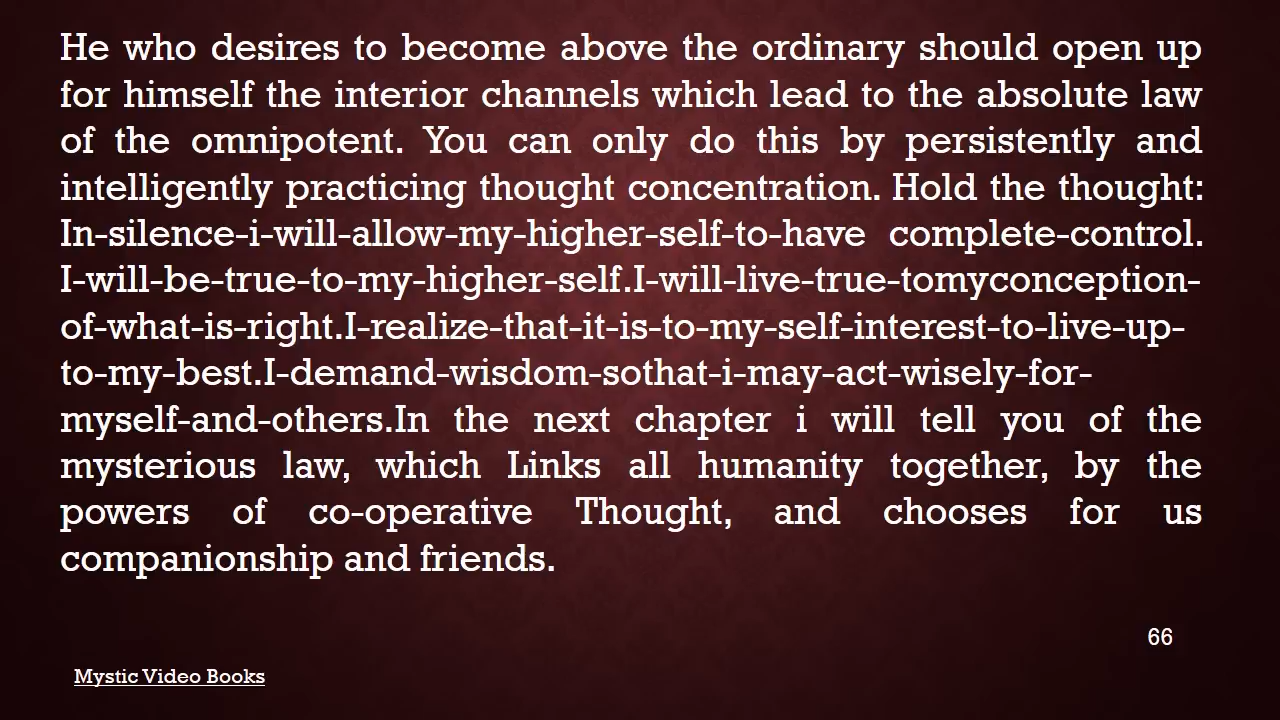 He who desires to become above the ordinary should open up
for himself the interior channels which lead to the absolute law
of the omnipotent. You can only do this by persistently and
intelligently practicing thought concentration. Hold the thought:
In-silence-i-will-allow-my-higher-self-to-have complete-control.
I-will-be-true-to-my-higher-self.I-will-live-true-tomyconception-
of-what-is-right.I-realize-that-it-is-to-my-self-interest-to-live-up-
to-my-best.I-demand-wisdom-sothat-i-may-act-wisely-for-
myself-and-others.In the next chapter i will tell you of the
mysterious law, which Links all humanity together, by the
powers of co-operative Thought, and chooses for us
companionship and friends.
66
Mystic Video Books